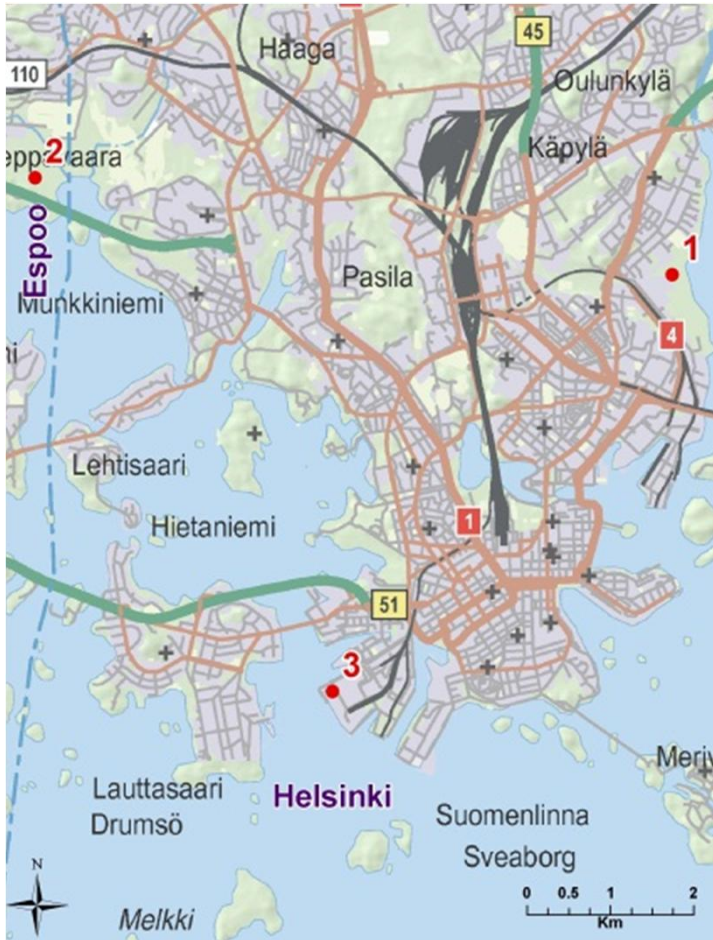 45
Haaga
110
Oulunkylä
2
Käpylä
1
Espoo
Pasila
Munkkiniemi
4
Lehtisaari
1
Hietaniemi
51
3
Lauttasaari
Drumsö
Helsinki
Suomenlinna
Sveaborg
N
0 0.5 1 2
Km
Melkki